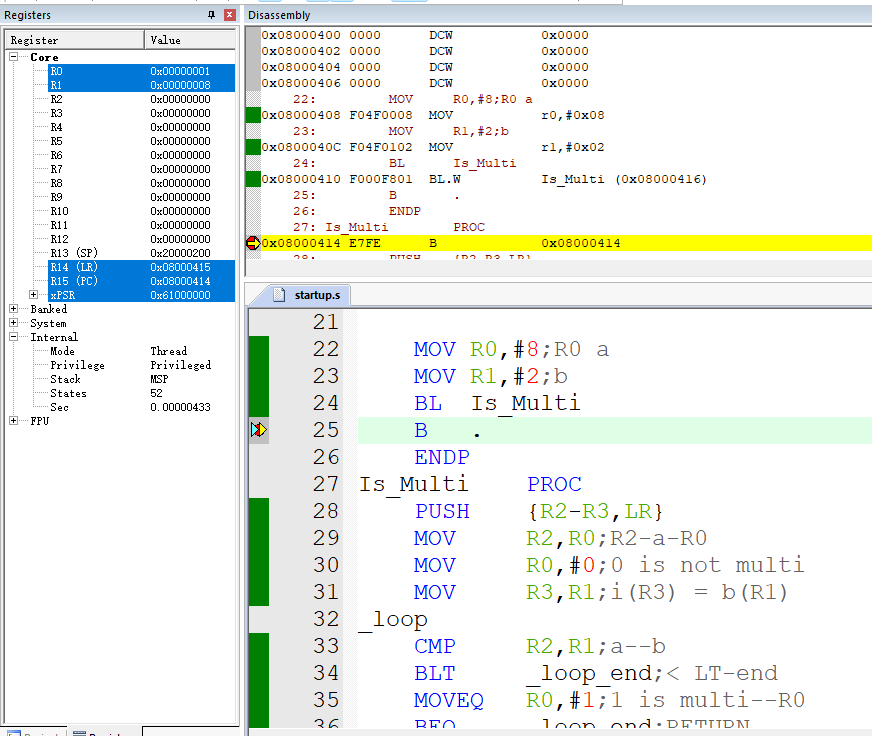 Registers
Register Value
Core
R0 0x00000001
R1 0x00000008
R2 0x00000000
R3 0x00000000
R4 0x00000000
R5 0x00000000
R6 0x00000000
R7 0x00000000
R8 0x00000000
R9 0x00000000
R10 0x00000000
R11 0x00000000
R12 0x00000000
R13 (SP) 0x20000200
R14 (LR) 0x08000415
R15 (PC) 0x08000414
xPSR 0x61000000
Banked
System
Internal
Mode Thread
Privilege Privileged
Stack MSP
States 52
Sec 0.00000433
FPU
Disassembly
0x08000400 0000 DCW 0x0000
0x08000402 0000 DCW 0x0000
0x08000404 0000 DCW 0x0000
0x08000406 0000 DCW 0x0000
22: MOV R0,#8;R0 a
0x08000408 F04F0008 MOV r0,#0x08
23: MOV R1,#2;b
0x0800040C F04F0102 MOV r1,#0x02
24: BL Is_Multi
0x08000410 F000F801 BL.W Is_Multi (0x08000416)
25: B .
26: ENDP
27: Is_Multi PROC
0x08000414 E7FE B 0x08000414
28: PUSH {R2-R3,LR}
startup.s
21
22 MOV R0,#8;R0 a
23 MOV R1,#2;b
24 BL Is_Multi
25 B .
26 ENDP
27 Is_Multi PROC
28 PUSH {R2-R3,LR}
29 MOV R2,R0;R2-a-R0
30 MOV R0,#0;0 is not multi
31 MOV R3,R1;i(R3) = b(R1)
32 _loop
33 CMP R2,R1;a--b
34 BLT _loop_end;< LT-end
35 MOVEQ R0,#1;1 is multi--R0
36 BEQ _loop_end;RETURN